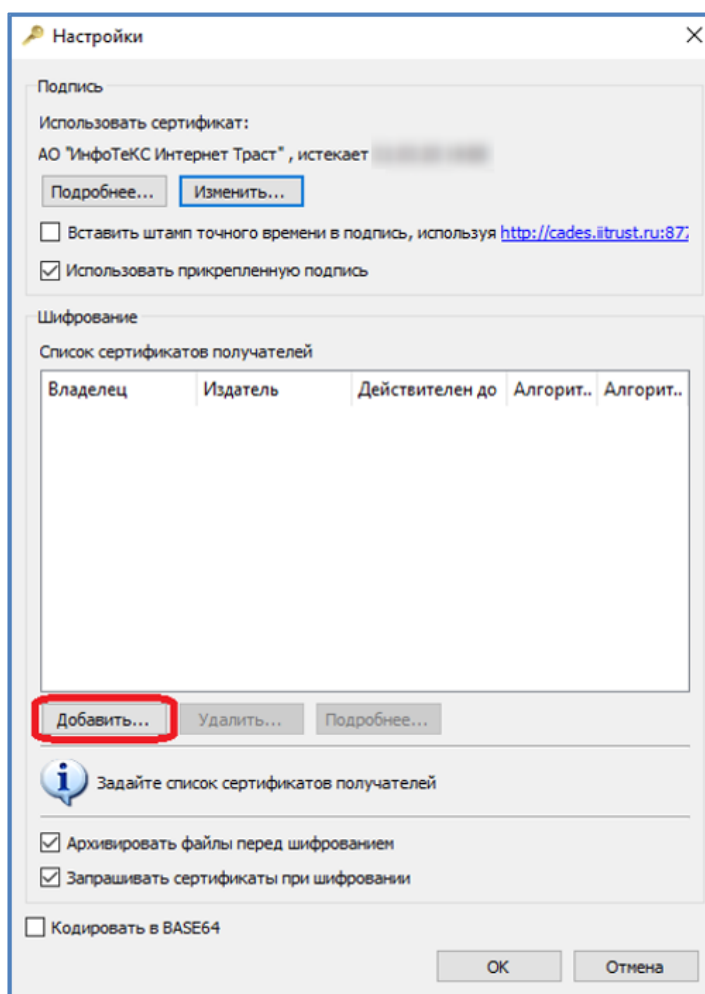 Настройки
Подпись
Использовать сертификат:
АО "ИнфоТеКС Интернет Траст" , истекает
Подробнее... Изменить...
Вставить штамп точного времени в подпись, используя http://cades.iitrust.ru:877
Использовать прикрепленную подпись
Шифрование
Список сертификатов получателей
Владелец Издатель Действителен до Алгорит.. Алгорит..
Добавить... Удалить... Подробнее...
Задайте список сертификатов получателей
Архивировать файлы перед шифрованием
Запрашивать сертификаты при шифровании
Кодировать в BASE64
OK Отмена